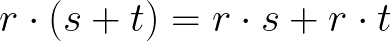 r · (s + t) = r · s + r · t